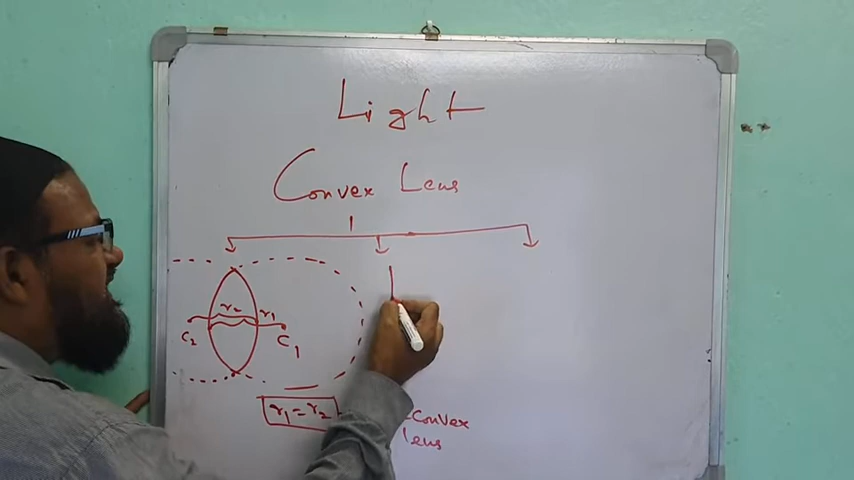 Light
Convex Lens
r₂ r₁
C₂ C₁
r₁=r₂
convex
lens